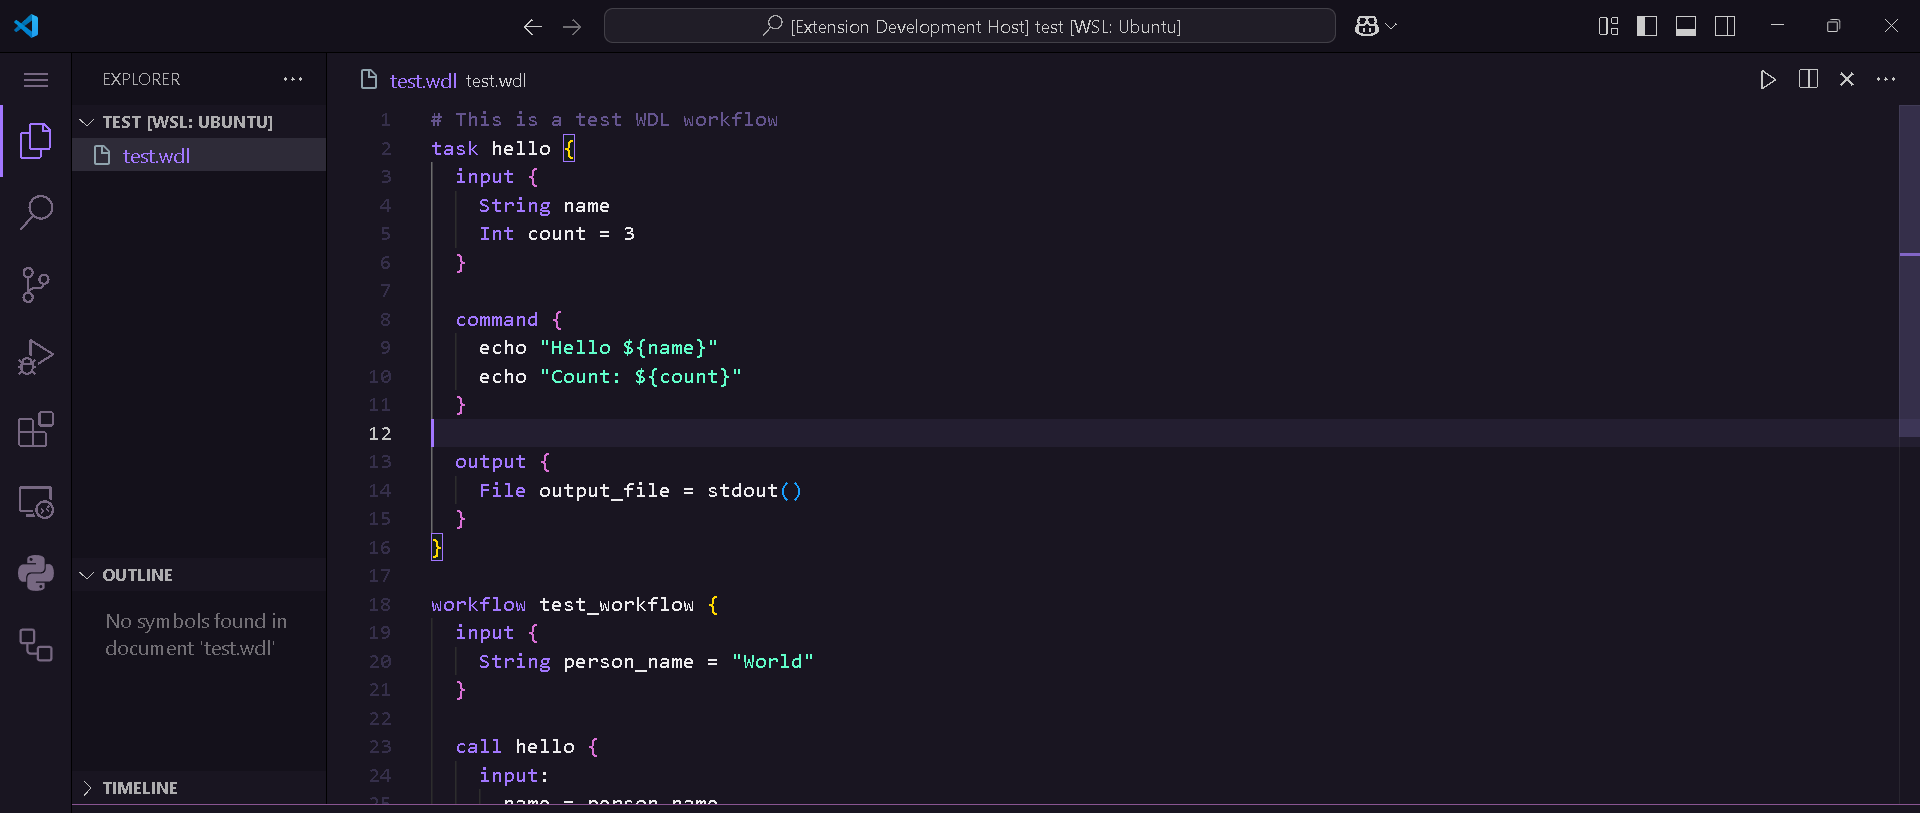 [Extension Development Host] test [WSL: Ubuntu]
EXPLORER
TEST [WSL: UBUNTU]
test.wdl
OUTLINE
No symbols found in
document 'test.wdl'
TIMELINE
test.wdl test.wdl
1 # This is a test WDL workflow
2 task hello {
3 input {
4 String name
5 Int count = 3
6 }
7
8 command {
9 echo "Hello ${name}"
10 echo "Count: ${count}"
11 }
12
13 output {
14 File output_file = stdout()
15 }
16 }
17
18 workflow test_workflow {
19 input {
20 String person_name = "World"
21 }
22
23 call hello {
24 input:
25 name = person_name